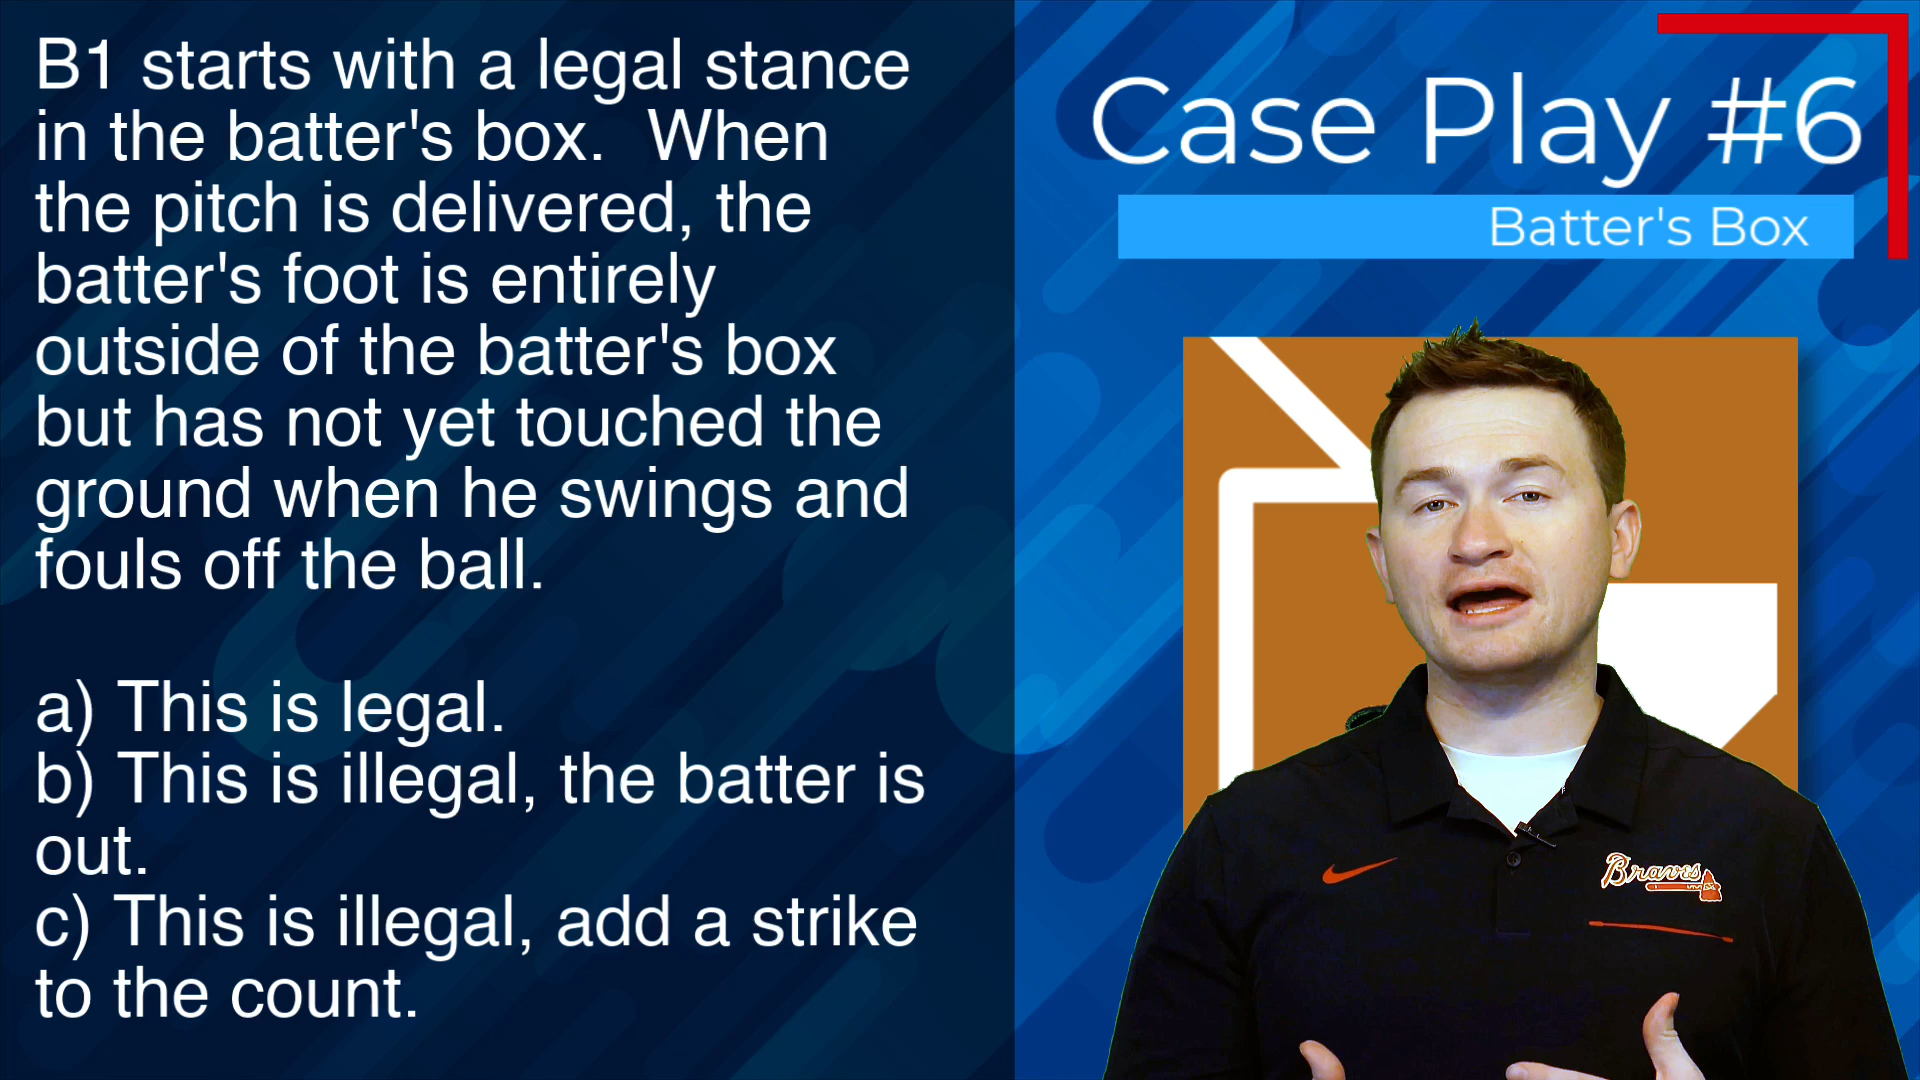 B1 starts with a legal stance
in the batter's box.  When
the pitch is delivered, the
batter's foot is entirely
outside of the batter's box
but has not yet touched the
ground when he swings and
fouls off the ball.
a) This is legal.
b) This is illegal, the batter is
out.
c) This is illegal, add a strike
to the count.
Case Play #6
Batter's Box
Braves